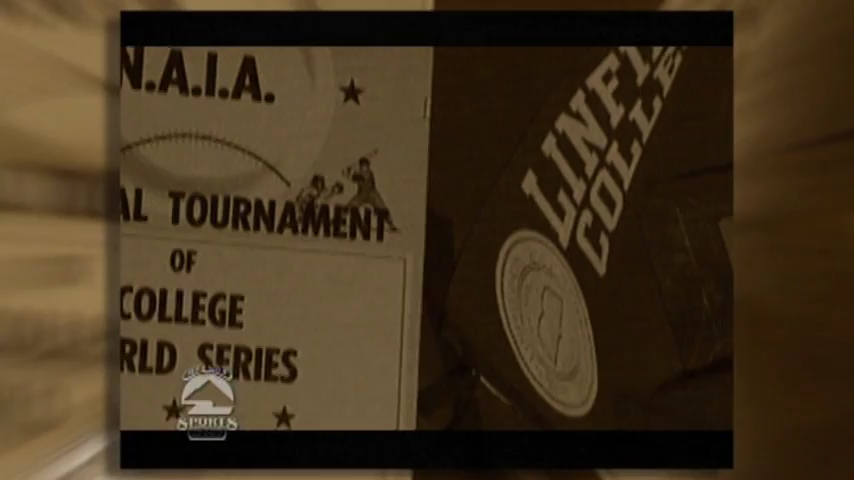 N.A.I.A.
AL TOURNAMENT
OF
COLLEGE
RLD SERIES
LINFI
COLLE
SPORTS